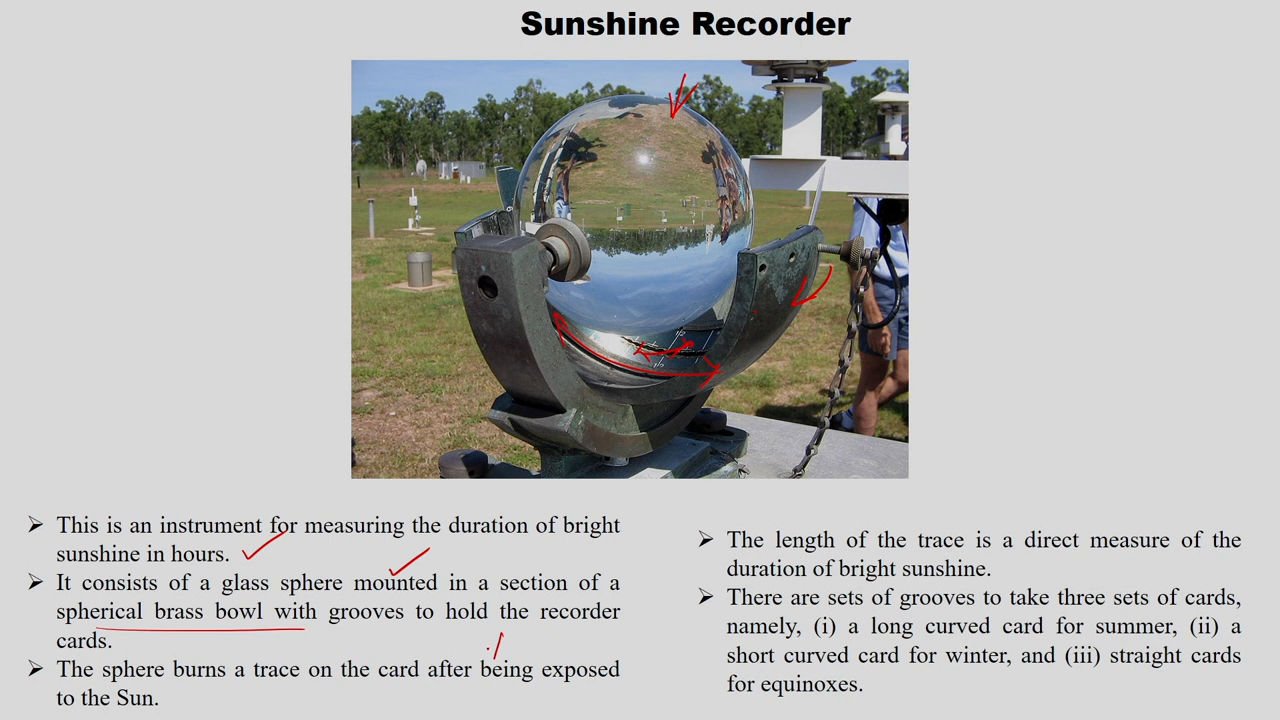 Sunshine Recorder
This is an instrument for measuring the duration of bright
sunshine in hours.
It consists of a glass sphere mounted in a section of a
spherical brass bowl with grooves to hold the recorder
cards.
The sphere burns a trace on the card after being exposed
to the Sun.
The length of the trace is a direct measure of the
duration of bright sunshine.
There are sets of grooves to take three sets of cards,
namely, (i) a long curved card for summer, (ii) a
short curved card for winter, and (iii) straight cards
for equinoxes.